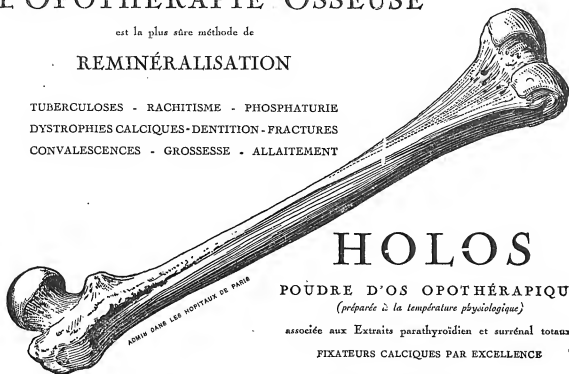 L'OPOTHÉRAPIE OSSEUSE
est la plus sûre méthode de
REMINÉRALISATION
TUBERCULOSES - RACHITISME - PHOSPHATURIE
DYSTROPHIES CALCIQUES - DENTITION - FRACTURES
CONVALESCENCES - GROSSESSE - ALLAITEMENT
ADMIN DANS LES HOPITAUX DE PARIS
HOLOS
POUDRE D'OS OPOTHÉRAPIQU
(préparée à la température physiologique)
associée aux Extraits parathyroïdien et surrénal totaux
FIXATEURS CALCIQUES PAR EXCELLENCE